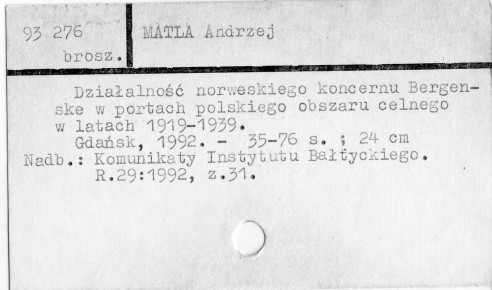 93 276 MATLA Andrzej
brosz.
Działalność norweskiego koncernu Bergen-
ske w portach polskiego obszaru celnego
w latach 1919-1939.
Gdańsk, 1992. - 35-76 s. ; 24 cm
Nadb.: Komunikaty Instytutu Bałtyckiego.
R.29:1992, z.31.